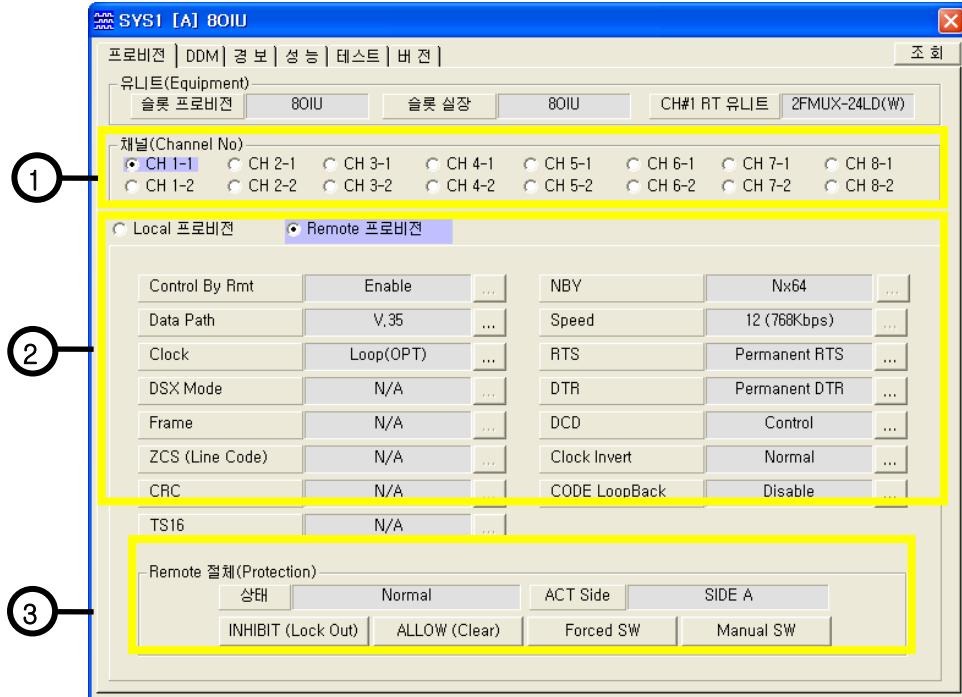 SYS1 [A] 8OIU
프로비전 DDM 경 보 성 능 테스트 버 전 조 회
유니트(Equipment)
슬롯 프로비전 8OIU 슬롯 실장 8OIU CH#1 RT 유니트 2FMUX-24LD(W)
채널(Channel No)
CH 1-1 CH 2-1 CH 3-1 CH 4-1 CH 5-1 CH 6-1 CH 7-1 CH 8-1
1
CH 1-2 CH 2-2 CH 3-2 CH 4-2 CH 5-2 CH 6-2 CH 7-2 CH 8-2
Local 프로비전 Remote 프로비전
Control By Rmt Enable ... NBY Nx64 ...
Data Path V.35 ... Speed 12 (768Kbps) ...
2 Clock Loop(OPT) ... RTS Permanent RTS ...
DSX Mode N/A ... DTR Permanent DTR ...
Frame N/A ... DCD Control ...
ZCS (Line Code) N/A ... Clock Invert Normal ...
CRC N/A ... CODE LoopBack Disable ...
TS16 N/A ...
Remote 절체(Protection)
상태 Normal ACT Side SIDE A
3
INHIBIT (Lock Out) ALLOW (Clear) Forced SW Manual SW